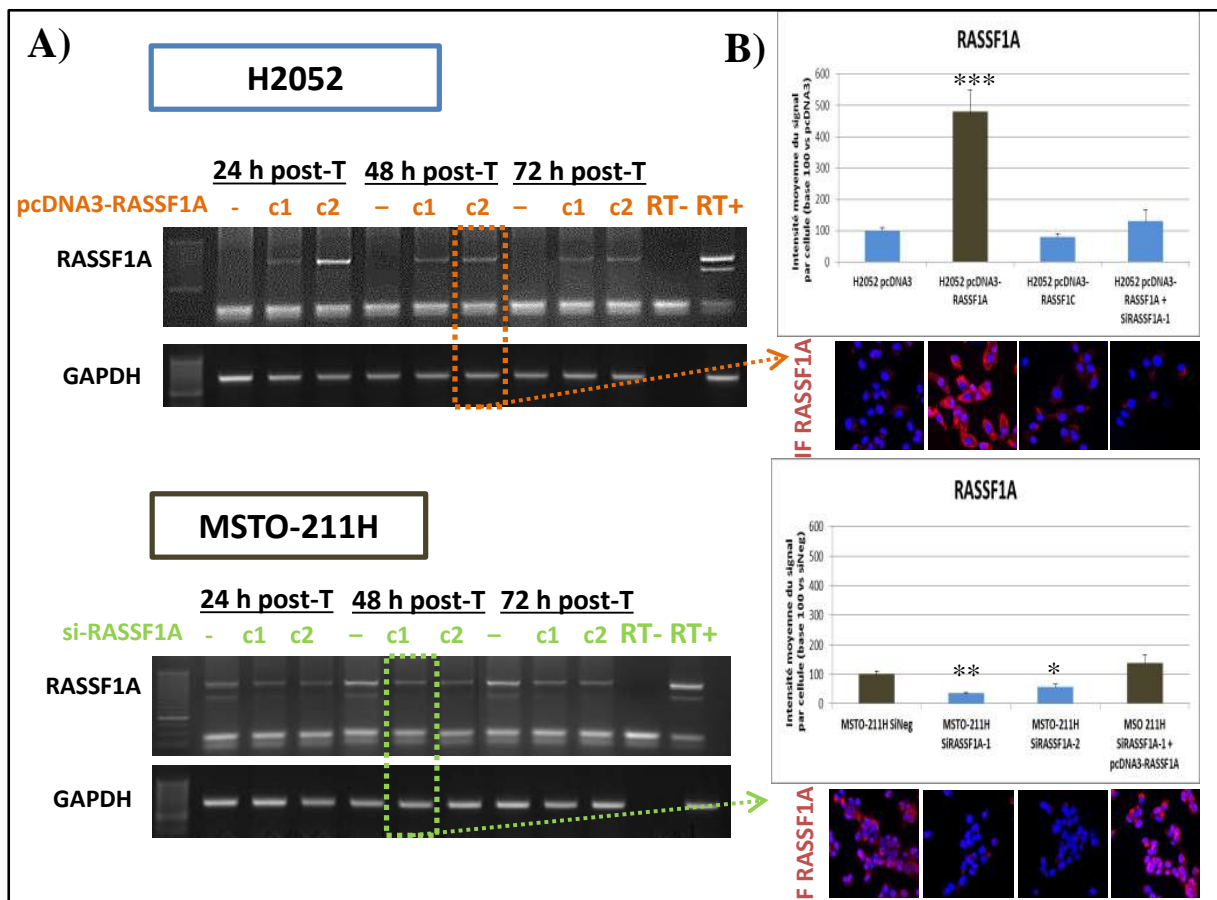 A)
H2052
24 h post-T 48 h post-T 72 h post-T
pcDNA3-RASSF1A - c1 c2 – c1 c2 – c1 c2 RT- RT+
RASSF1A
GAPDH
MSTO-211H
24 h post-T 48 h post-T 72 h post-T
si-RASSF1A - c1 c2 – c1 c2 – c1 c2 RT- RT+
RASSF1A
GAPDH
B)
RASSF1A
Intensité moyenne du signal
par cellule (base 100 vs pcDNA3)
600
500
400
300
200
100
0
***
H2052 pcDNA3
H2052 pcDNA3-
RASSF1A
H2052 pcDNA3-
RASSF1C
H2052 pcDNA3-
RASSF1A +
SiRASSF1A-1
IF RASSF1A
RASSF1A
Intensité moyenne du signal
par cellule (base 100 vs siNeg)
600
500
400
300
200
100
0
**
*
MSTO-211H SiNeg
MSTO-211H
SiRASSF1A-1
MSTO-211H
SiRASSF1A-2
MSO 211H
SiRASSF1A-1 +
pcDNA3-RASSF1A
F RASSF1A